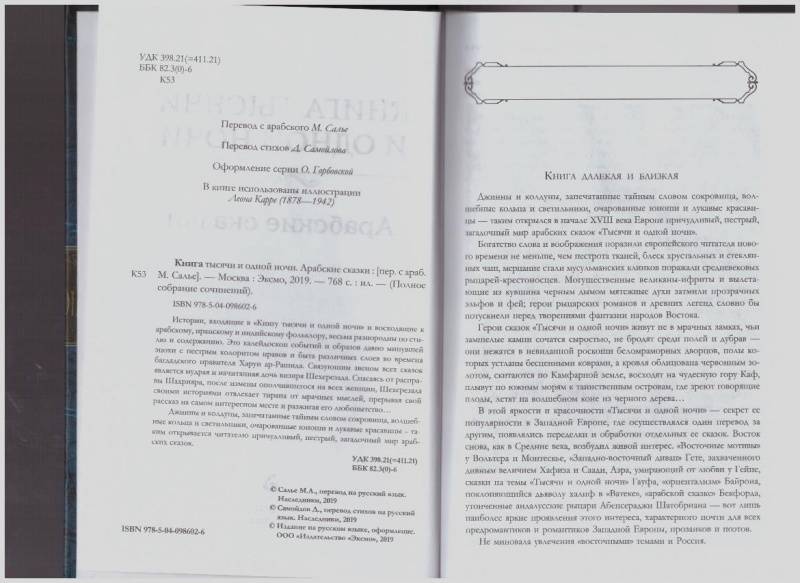 УДК 398.21(=411.21)
ББК 82.3(0)-6
К53
Перевод с арабского М. Салье
Перевод стихов Д. Самойлова
Оформление серии О. Горбовской
В книге использованы иллюстрации
Леона Карре (1878—1942)
Книга тысячи и одной ночи. Арабские сказки : [пер. с араб.
К53 М. Салье]. — Москва : Эксмо, 2019. — 768 с. : ил. — (Полное
собрание сочинений).
ISBN 978-5-04-098602-6
Истории, входящие в «Книгу тысячи и одной ночи» и восходящие к
арабскому, иранскому и индийскому фольклору, весьма разнородны по сти-
лю и содержанию. Это калейдоскоп событий и образов давно минувшей
эпохи с пестрым колоритом нравов и быта различных слоев во времена
багдадского правителя Харун ар-Рашида. Связующим звеном всех сказок
является мудрая и начитанная дочь визиря Шехерезада. Спасаясь от распра-
вы Шахрияра, после измены ополчившегося на всех женщин, Шехерезада
своими историями отвлекает тирана от мрачных мыслей, прерывая свой
рассказ на самом интересном месте и разжигая его любопытство...
Джинны и колдуны, запечатанные тайным словом сокровища, волшеб-
ные кольца и светильники, очарованные юноши и лукавые красавицы - та-
ким открывается читателю причудливый, пестрый, загадочный мир араб-
ских сказок.
УДК 398.21(=411.21)
ББК 82.3(0)-6
© Салье М.А., перевод на русский язык.
Наследники, 2019
© Самойлов Д., перевод стихов на русский
язык. Наследники, 2019
© Издание на русском языке, оформление.
ISBN 978-5-04-098602-6 ООО «Издательство «Эксмо», 2019
Книга далекая и близкая
Джинны и колдуны, запечатанные тайным словом сокровища, вол-
шебные кольца и светильники, очарованные юноши и лукавые красави-
цы — таким открылся в начале XVIII века Европе причудливый, пестрый,
загадочный мир арабских сказок «Тысячи и одной ночи».
Богатство слова и воображения поразили европейского читателя ново-
го времени не меньше, чем пестрота тканей, блеск хрустальных и стеклян-
ных чаш, мерцание стали мусульманских клинков поражали средневековых
рыцарей-крестоносцев. Могущественные великаны-ифриты и вылета-
ющие из кувшина черным дымом мятежные духи затмили прозрачных
эльфов и фей; герои рыцарских романов и древних легенд словно бы
потускнели перед творениями фантазии народов Востока.
Герои сказок «Тысячи и одной ночи» живут не в мрачных замках, чьи
замшелые камни сочатся сыростью, не бродят среди полей и дубрав —
они нежатся в невиданной роскоши беломраморных дворцов, полы ко-
торых устланы бесценными коврами, а кровля облицована червонным зо-
лотом, скитаются по Камфарной земле, восходят на чудесную гору Каф,
плывут по южным морям к таинственным островам, где зреют говорящие
плоды, летят на волшебном коне из черного дерева...
В этой яркости и красочности «Тысячи и одной ночи» — секрет ее
популярности в Западной Европе, где осуществлялся один перевод за
другим, появлялись переделки и обработки отдельных ее сказок. Восток
снова, как в Средние века, возбудил живой интерес. «Восточные мотивы»
у Вольтера и Монтескье, «Западно-восточный диван» Гете, захваченного
дивным величием Хафиза и Саади, Азра, умирающий от любви у Гейне,
сказки на темы «Тысячи и одной ночи» Гауфа, «ориентализм» Байрона,
поклоняющийся дьяволу халиф в «Ватеке», «арабской сказке» Бекфорда,
утонченные андалусские рыцари Абенсераджи Шатобриана — вот лишь
наиболее яркие проявления этого интереса, характерного почти для всех
предромантиков и романтиков Западной Европы, прозаиков и поэтов.
Не миновала увлечения «восточными» темами и Россия.